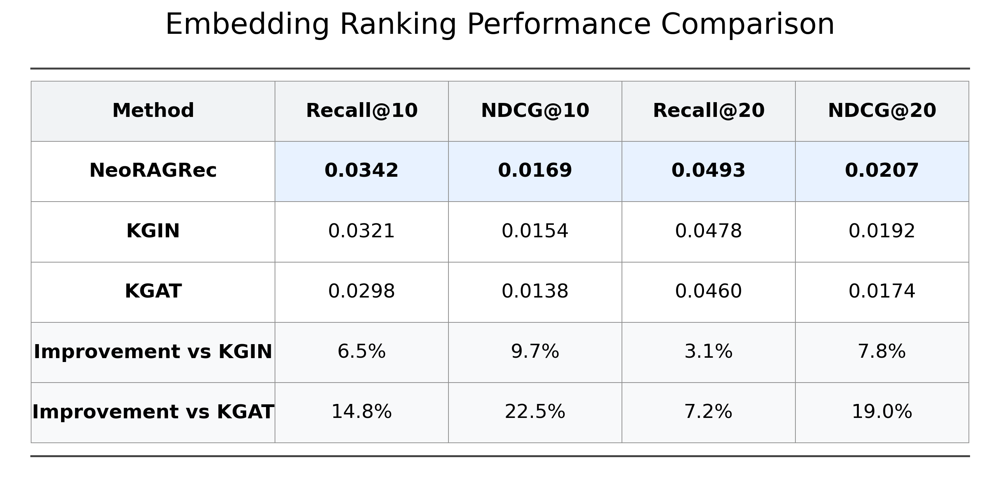 Embedding Ranking Performance Comparison
Method Recall@10 NDCG@10 Recall@20 NDCG@20
NeoRAGRec 0.0342 0.0169 0.0493 0.0207
KGIN 0.0321 0.0154 0.0478 0.0192
KGAT 0.0298 0.0138 0.0460 0.0174
Improvement vs KGIN 6.5% 9.7% 3.1% 7.8%
Improvement vs KGAT 14.8% 22.5% 7.2% 19.0%